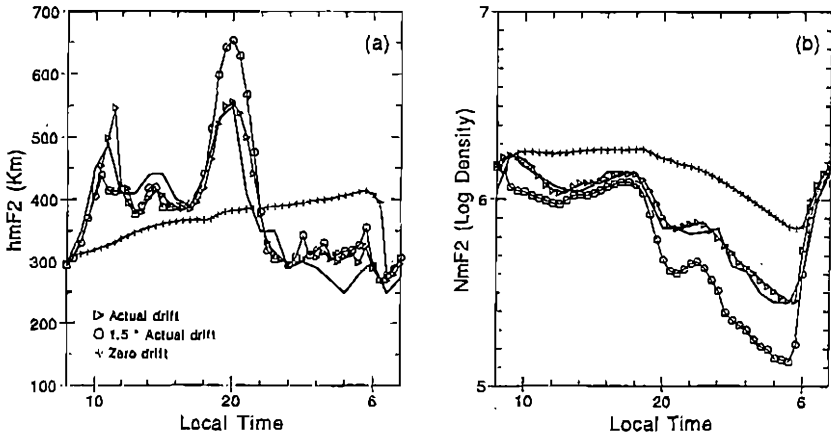 700
600
500
400
300
200
100
hmF2 (Km)
(a)
Actual drift
1.5 * Actual drift
Zero drift
10
20
6
Local Time
7
6
5
NmF2 (Log Density)
(b)
10
20
6
Local Time